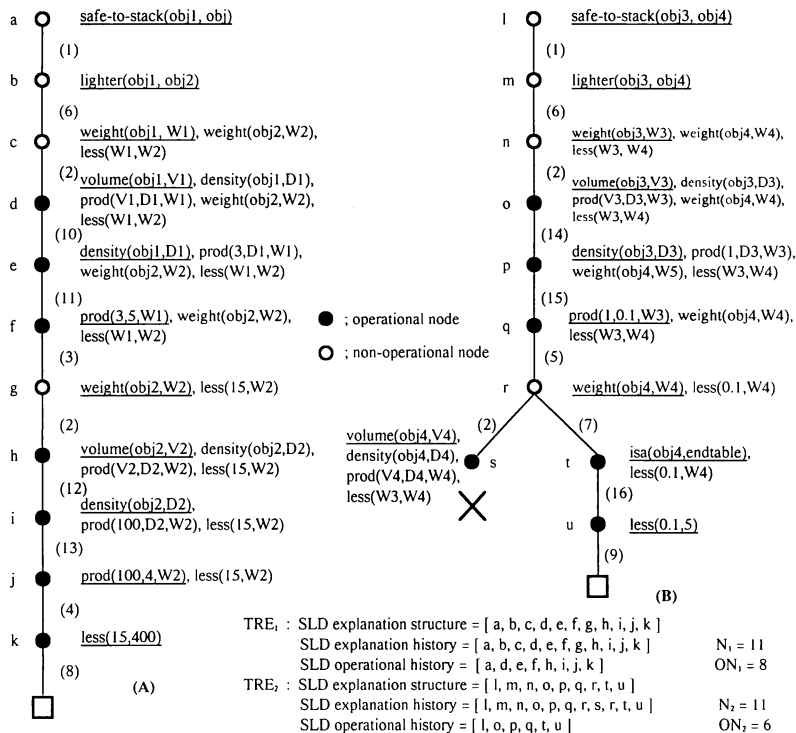 a safe-to-stack(obj1, obj)
(1)
b lighter(obj1, obj2)
(6)
c weight(obj1, W1), weight(obj2,W2),
less(W1,W2)
(2)
d volume(obj1,V1), density(obj1,D1),
prod(V1,D1,W1), weight(obj2,W2),
less(W1,W2)
(10)
e density(obj1,D1), prod(3,D1,W1),
weight(obj2,W2), less(W1,W2)
(11)
f prod(3,5,W1), weight(obj2,W2),
less(W1,W2)
(3)
g weight(obj2,W2), less(15,W2)
(2)
h volume(obj2,V2), density(obj2,D2),
prod(V2,D2,W2), less(15,W2)
(12)
i density(obj2,D2),
prod(100,D2,W2), less(15,W2)
(13)
j prod(100,4,W2), less(15,W2)
(4)
k less(15,400)
(8)
(A)
; operational node
; non-operational node
l safe-to-stack(obj3, obj4)
(1)
m lighter(obj3, obj4)
(6)
n weight(obj3,W3), weight(obj4,W4),
less(W3, W4)
(2)
o volume(obj3,V3), density(obj3,D3),
prod(V3,D3,W3), weight(obj4,W4),
less(W3,W4)
(14)
p density(obj3,D3), prod(1,D3,W3),
weight(obj4,W5), less(W3,W4)
(15)
q prod(1,0.1,W3), weight(obj4,W4),
less(W3,W4)
(5)
r weight(obj4,W4), less(0.1,W4)
(2) (7)
volume(obj4,V4),
density(obj4,D4),
prod(V4,D4,W4),
less(W3,W4)
s
t isa(obj4,endtable),
less(0.1,W4)
(16)
u less(0.1,5)
(9)
(B)
TRE1 : SLD explanation structure = [ a, b, c, d, e, f, g, h, i, j, k ]
SLD explanation history = [ a, b, c, d, e, f, g, h, i, j, k ] N1 = 11
SLD operational history = [ a, d, e, f, h, i, j, k ] ON1 = 8
TRE2 : SLD explanation structure = [ l, m, n, o, p, q, r, t, u ]
SLD explanation history = [ l, m, n, o, p, q, r, s, r, t, u ] N2 = 11
SLD operational history = [ l, o, p, q, t, u ] ON2 = 6